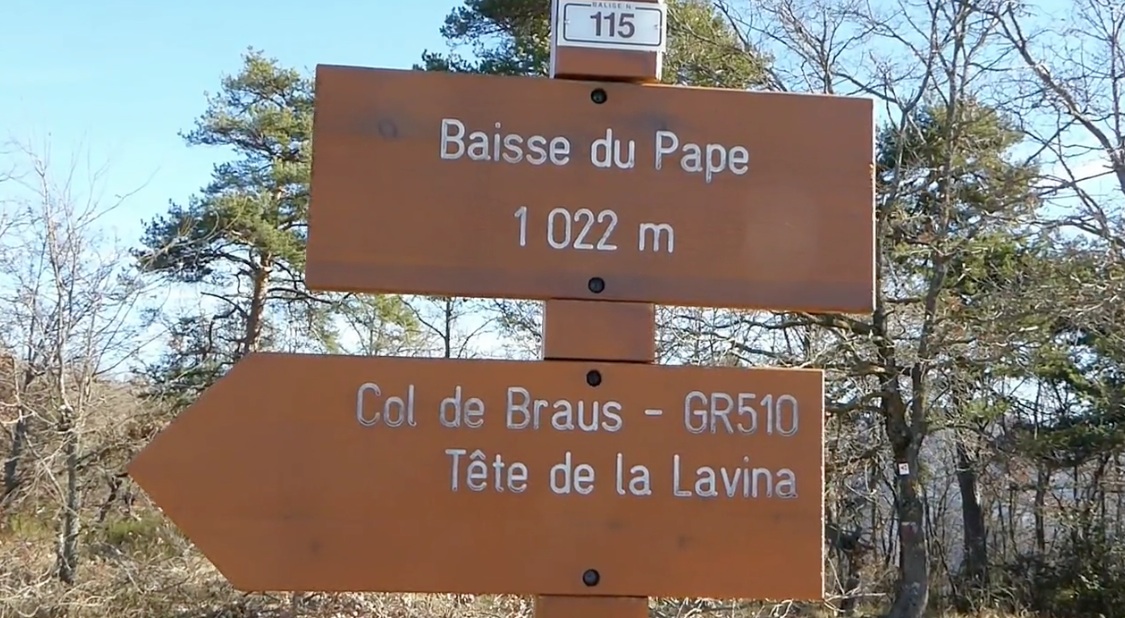 BALISE N
115
Baisse du Pape
1 022 m
Col de Braus - GR510
Tête de la Lavina